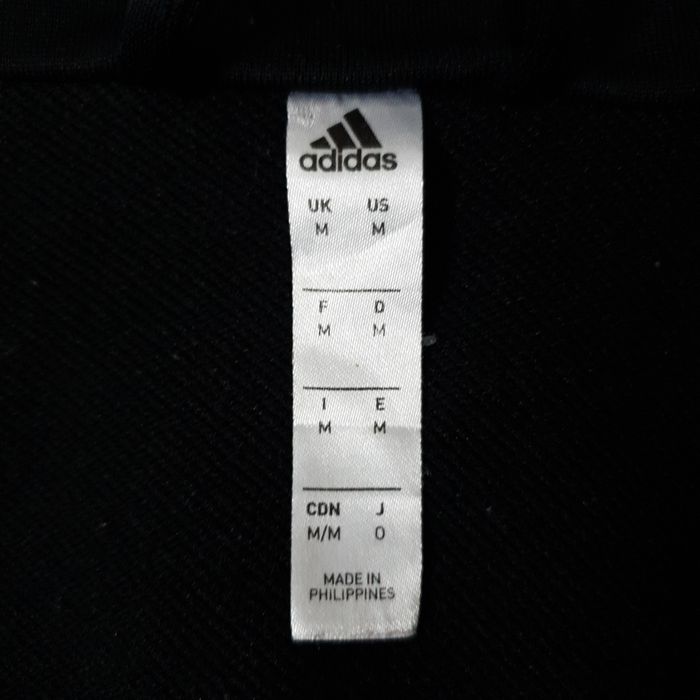 adidas
UK US
M M
F D
M M
I E
M M
CDN J
M/M O
MADE IN
PHILIPPINES